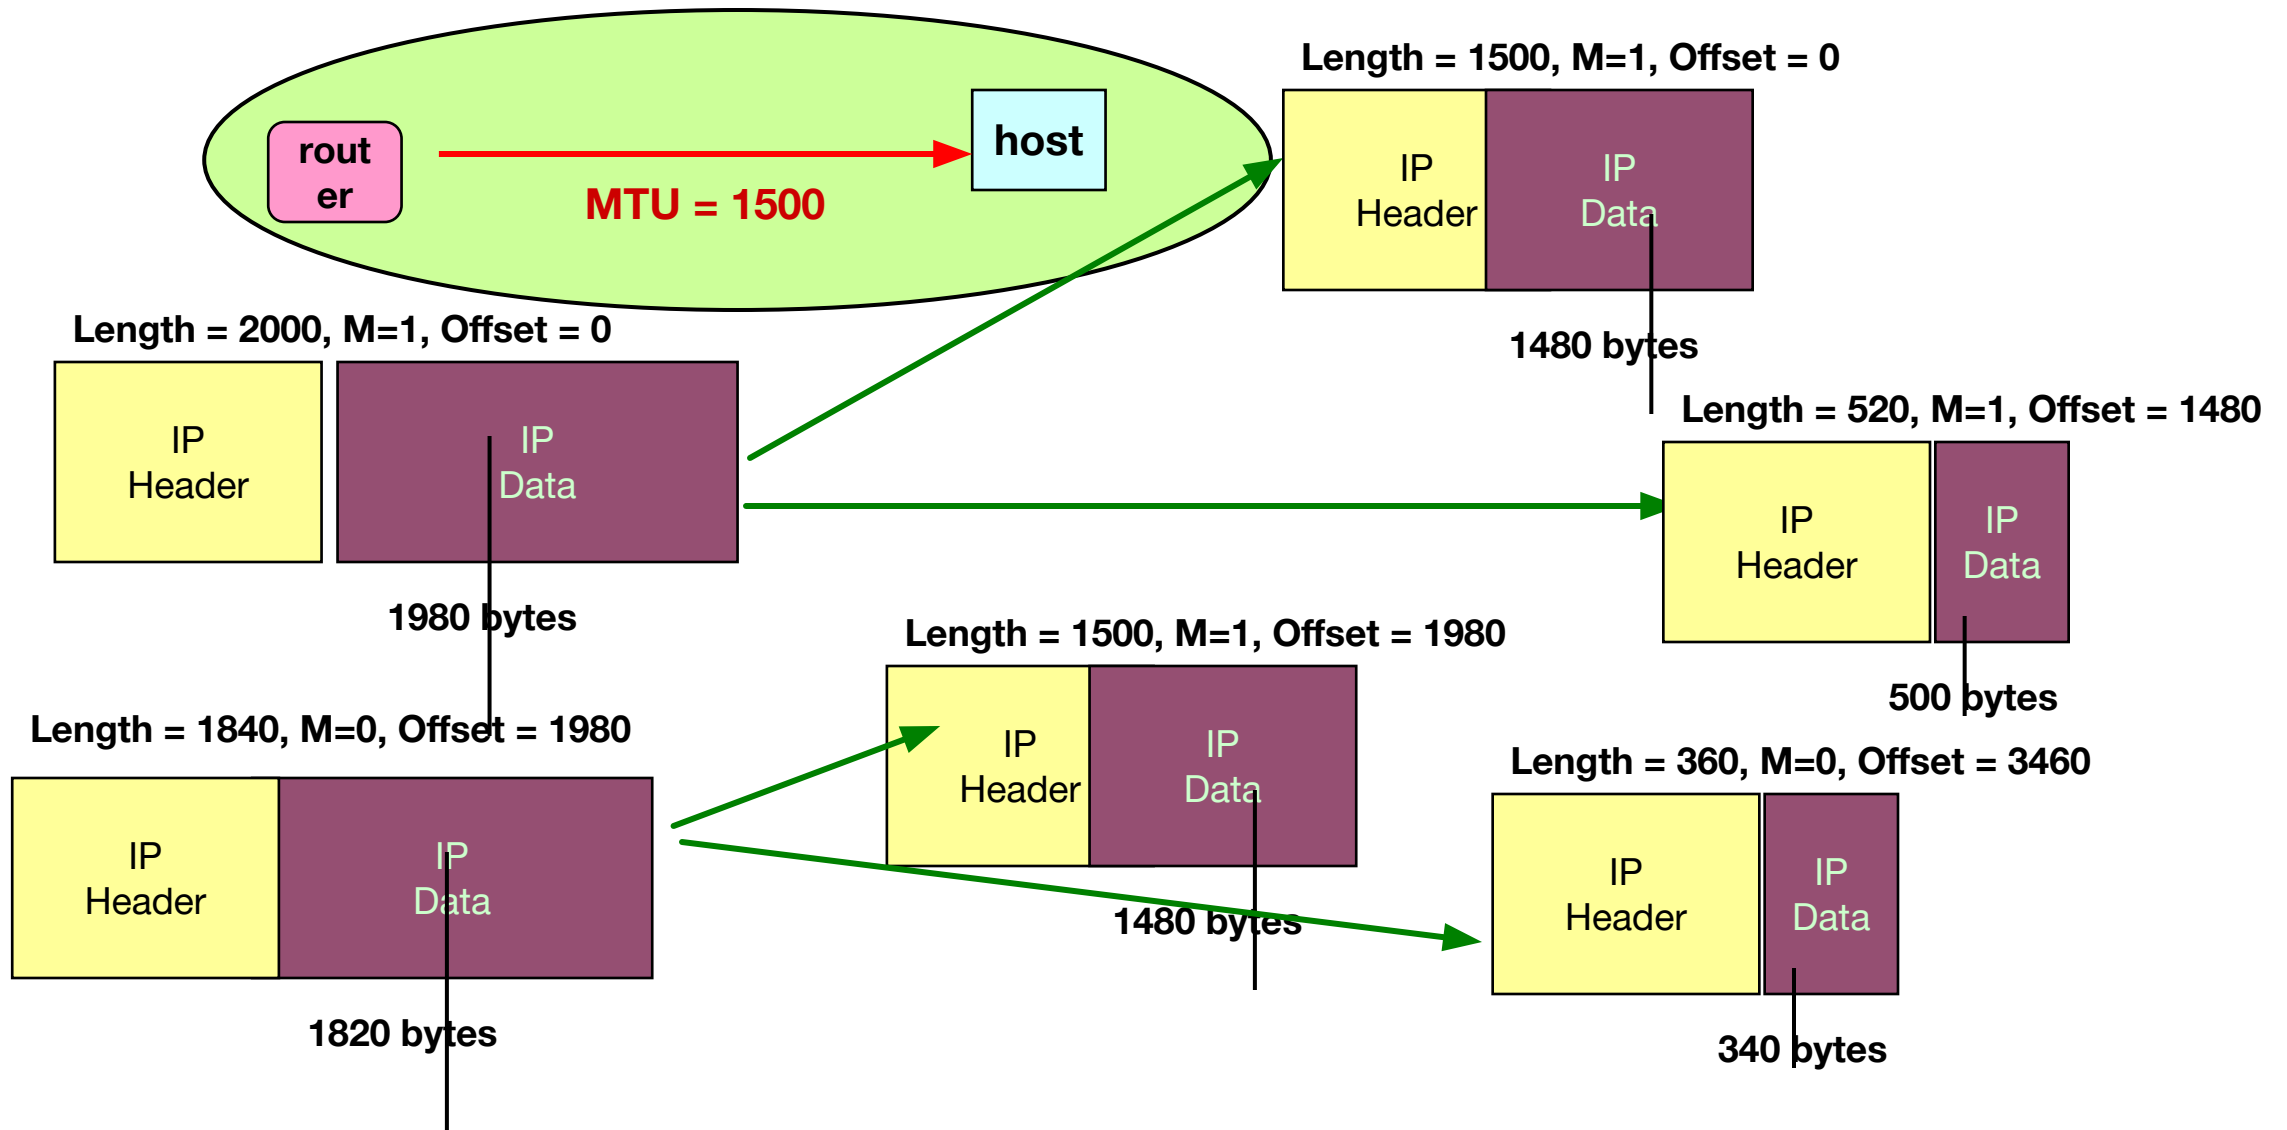 Length = 1500, M=1, Offset = 0
rout
er
host
MTU = 1500
IP
Header
IP
Data
1480 bytes
Length = 2000, M=1, Offset = 0
IP
Header
IP
Data
1980 bytes
Length = 520, M=1, Offset = 1480
IP
Header
IP
Data
500 bytes
Length = 1500, M=1, Offset = 1980
IP
Header
IP
Data
1480 bytes
Length = 1840, M=0, Offset = 1980
IP
Header
IP
Data
1820 bytes
Length = 360, M=0, Offset = 3460
IP
Header
IP
Data
340 bytes